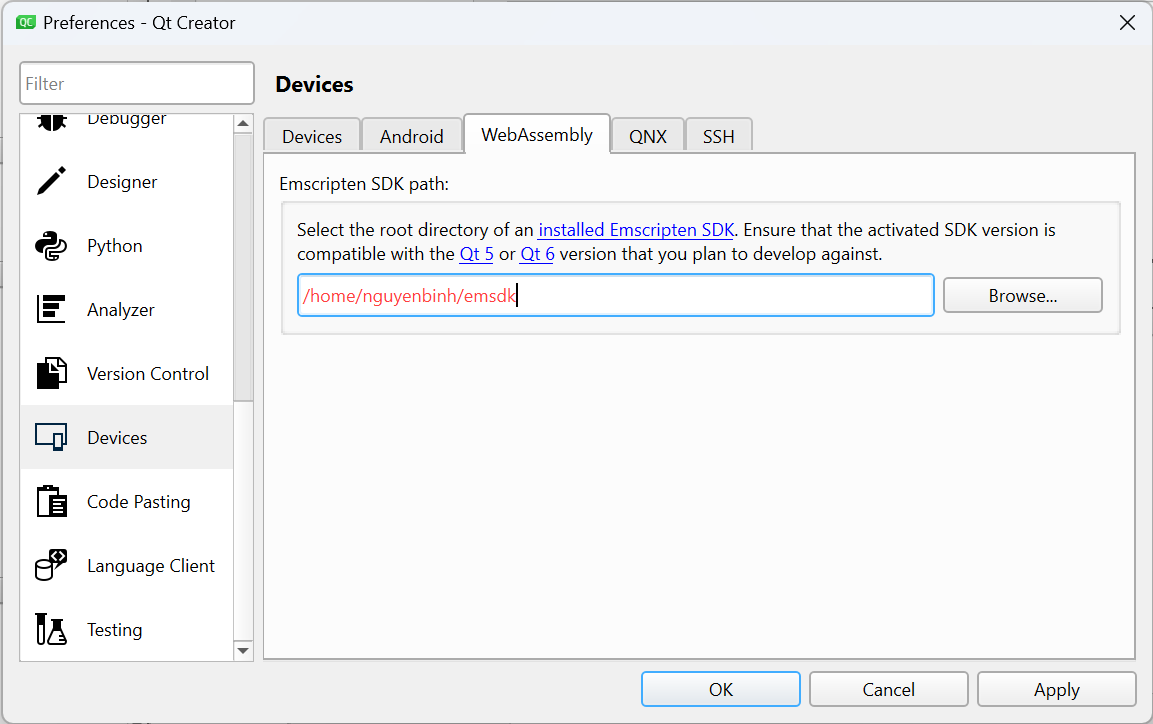 QC Preferences - Qt Creator
Filter
Debugger
Designer
Python
Analyzer
Version Control
Devices
Code Pasting
Language Client
Testing
Devices
Devices Android WebAssembly QNX SSH
Emscripten SDK path:
Select the root directory of an installed Emscripten SDK. Ensure that the activated SDK version is
compatible with the Qt 5 or Qt 6 version that you plan to develop against.
/home/nguyenbinh/emsdk Browse...
OK Cancel Apply